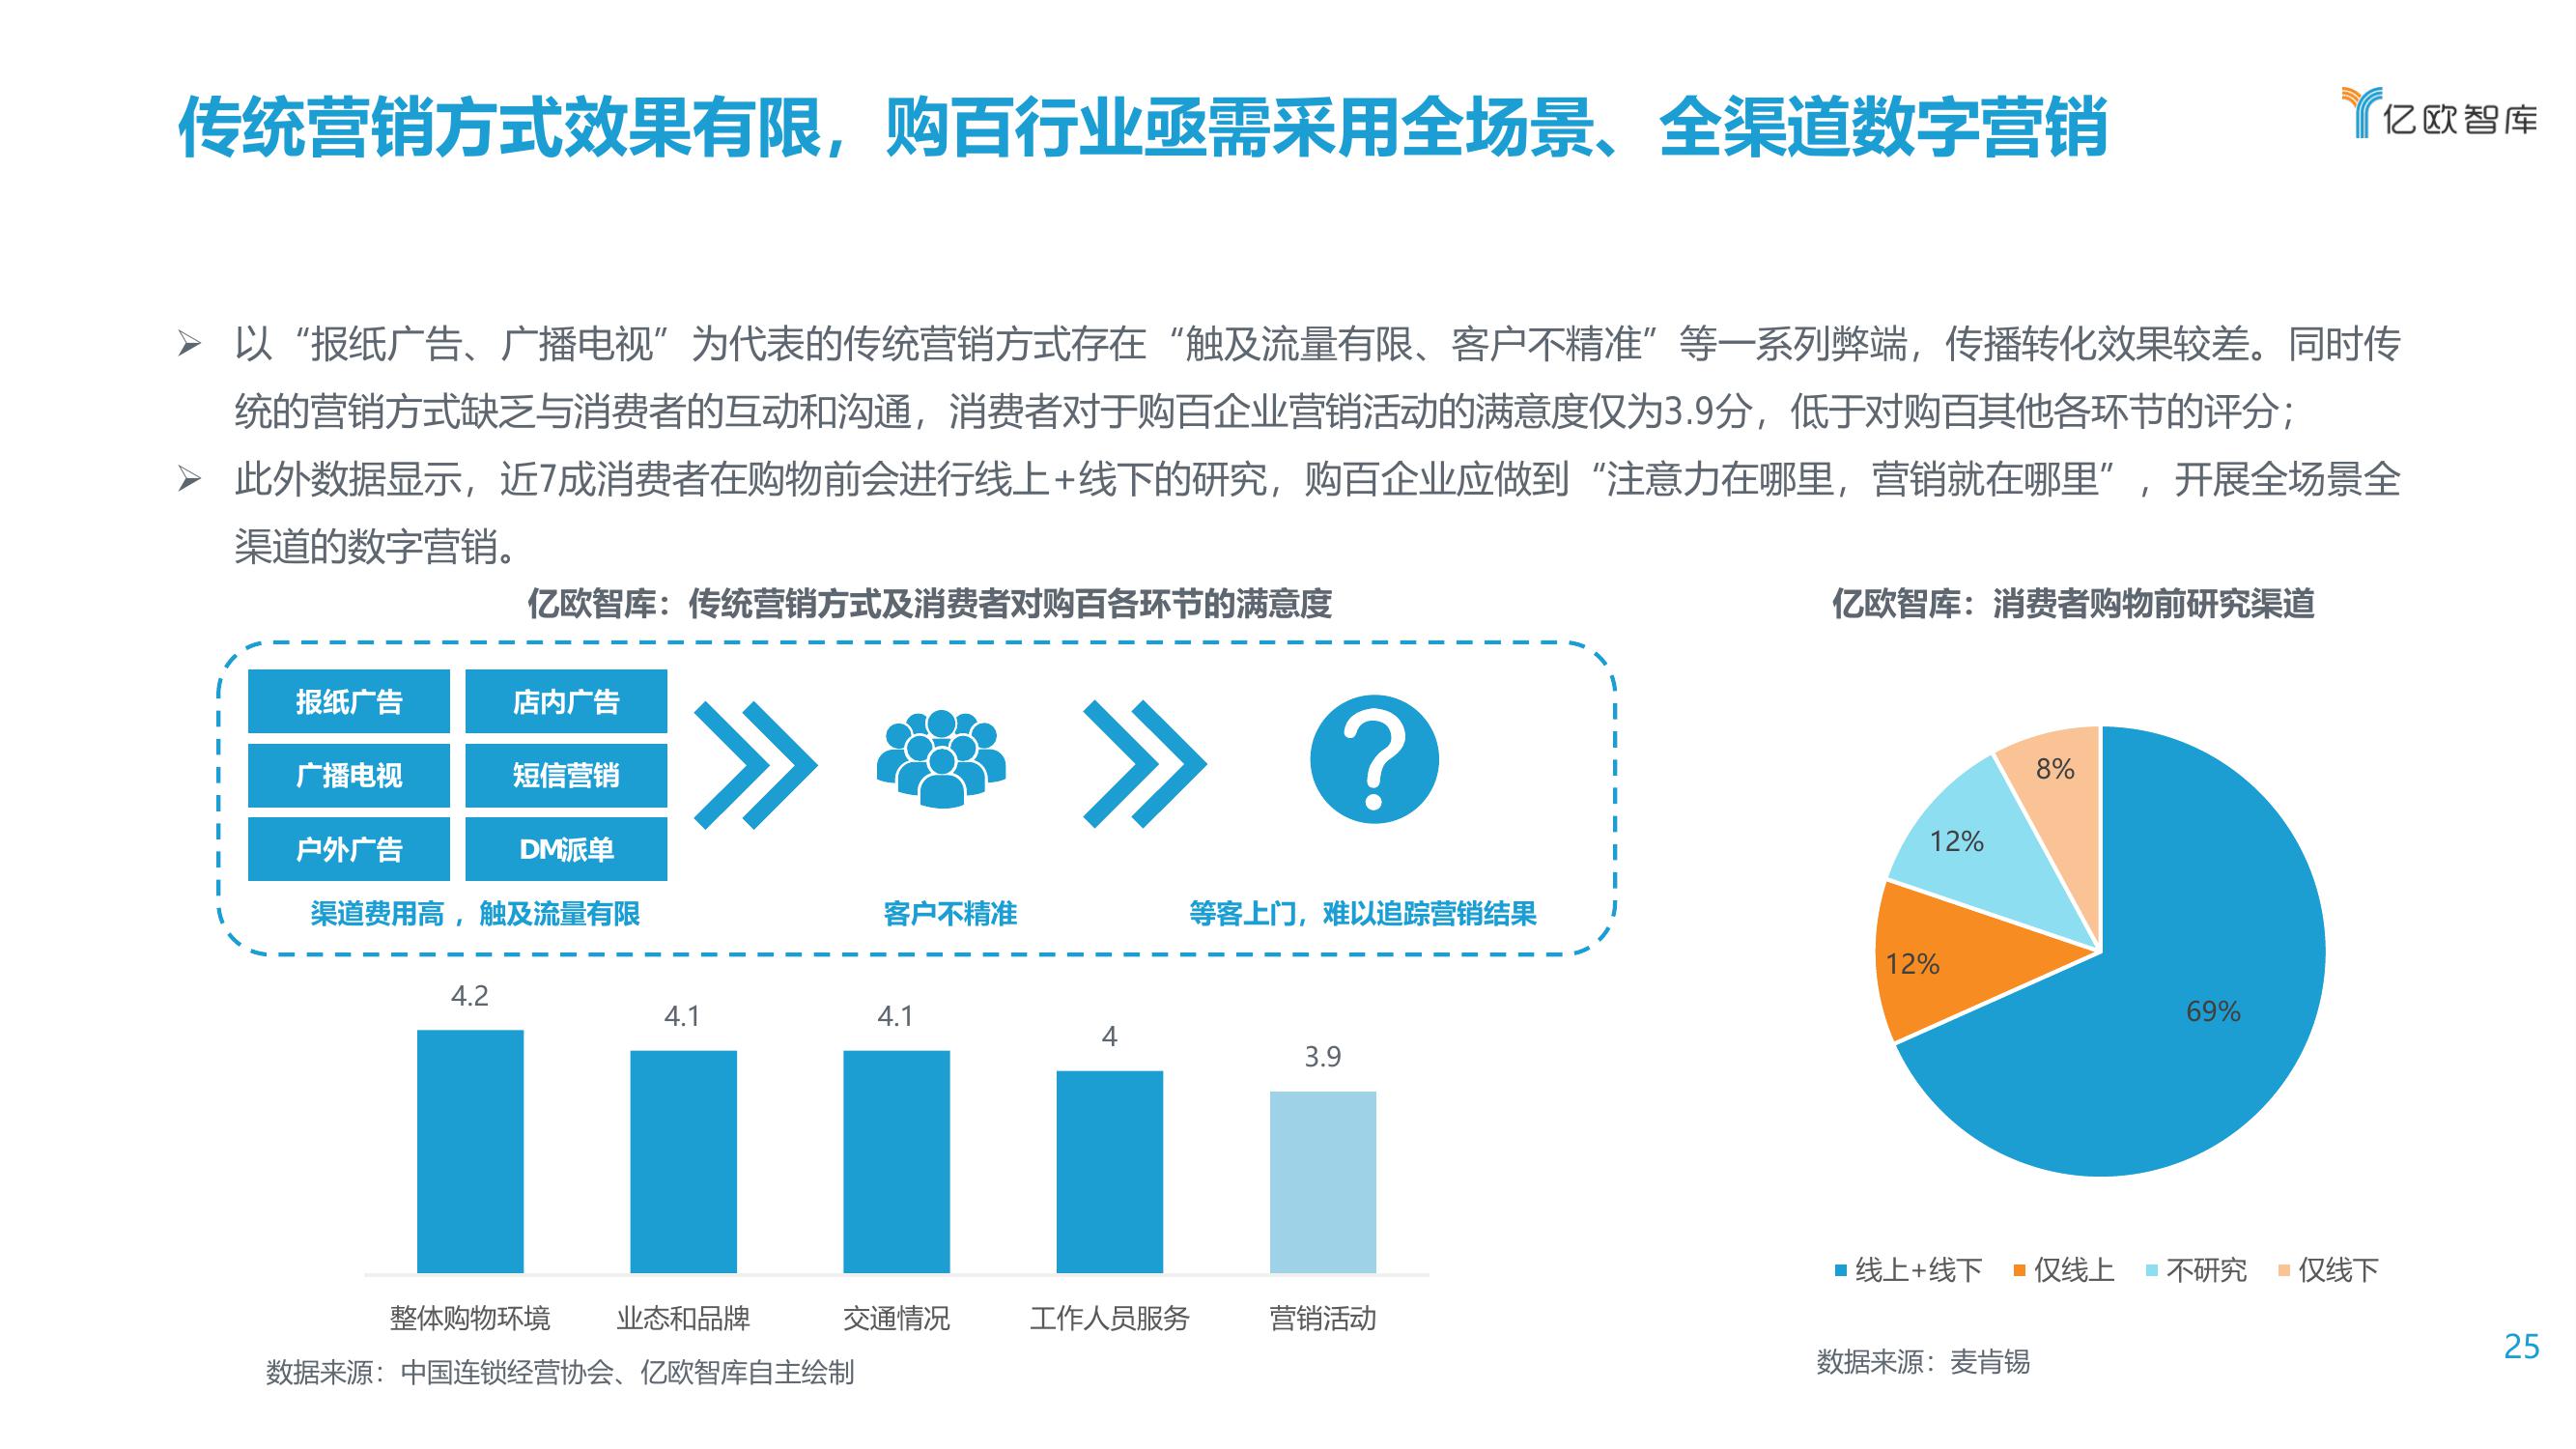 传统营销方式效果有限，购百行业亟需采用全场景、全渠道数字营销
亿欧智库
➢ 以“报纸广告、广播电视”为代表的传统营销方式存在“触及流量有限、客户不精准”等一系列弊端，传播转化效果较差。同时传
统的营销方式缺乏与消费者的互动和沟通，消费者对于购百企业营销活动的满意度仅为3.9分，低于对购百其他各环节的评分；
➢ 此外数据显示，近7成消费者在购物前会进行线上+线下的研究，购百企业应做到“注意力在哪里，营销就在哪里”，开展全场景全
渠道的数字营销。
亿欧智库：传统营销方式及消费者对购百各环节的满意度
报纸广告 店内广告
广播电视 短信营销
户外广告 DM派单
?
渠道费用高，触及流量有限 客户不精准 等客上门，难以追踪营销结果
4.2 4.1 4.1 4 3.9
整体购物环境 业态和品牌 交通情况 工作人员服务 营销活动
数据来源：中国连锁经营协会、亿欧智库自主绘制
亿欧智库：消费者购物前研究渠道
8%
12%
12%
69%
线上+线下 仅线上 不研究 仅线下
数据来源：麦肯锡
25